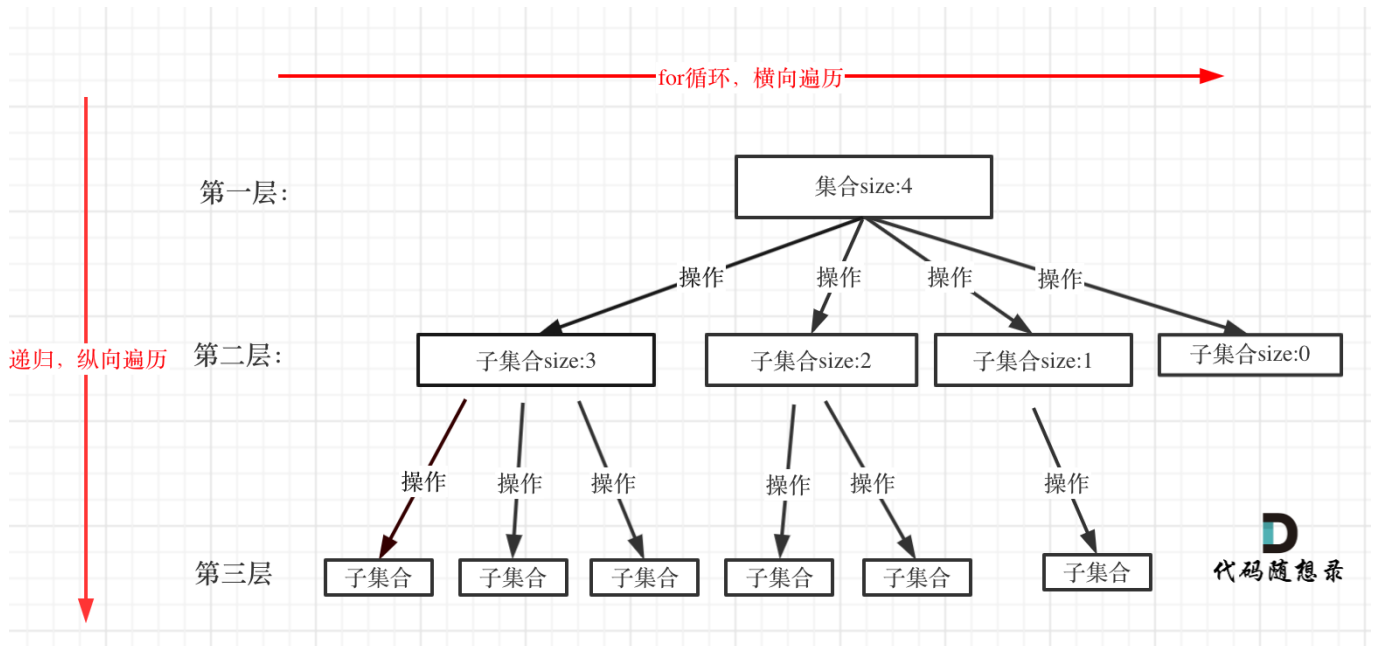 for循环，横向遍历
第一层：
集合size:4
操作
操作
操作
操作
递归，纵向遍历
第二层：
子集合size:3
子集合size:2
子集合size:1
子集合size:0
操作
操作
操作
操作
操作
操作
第三层
子集合
子集合
子集合
子集合
子集合
子集合
代码随想录